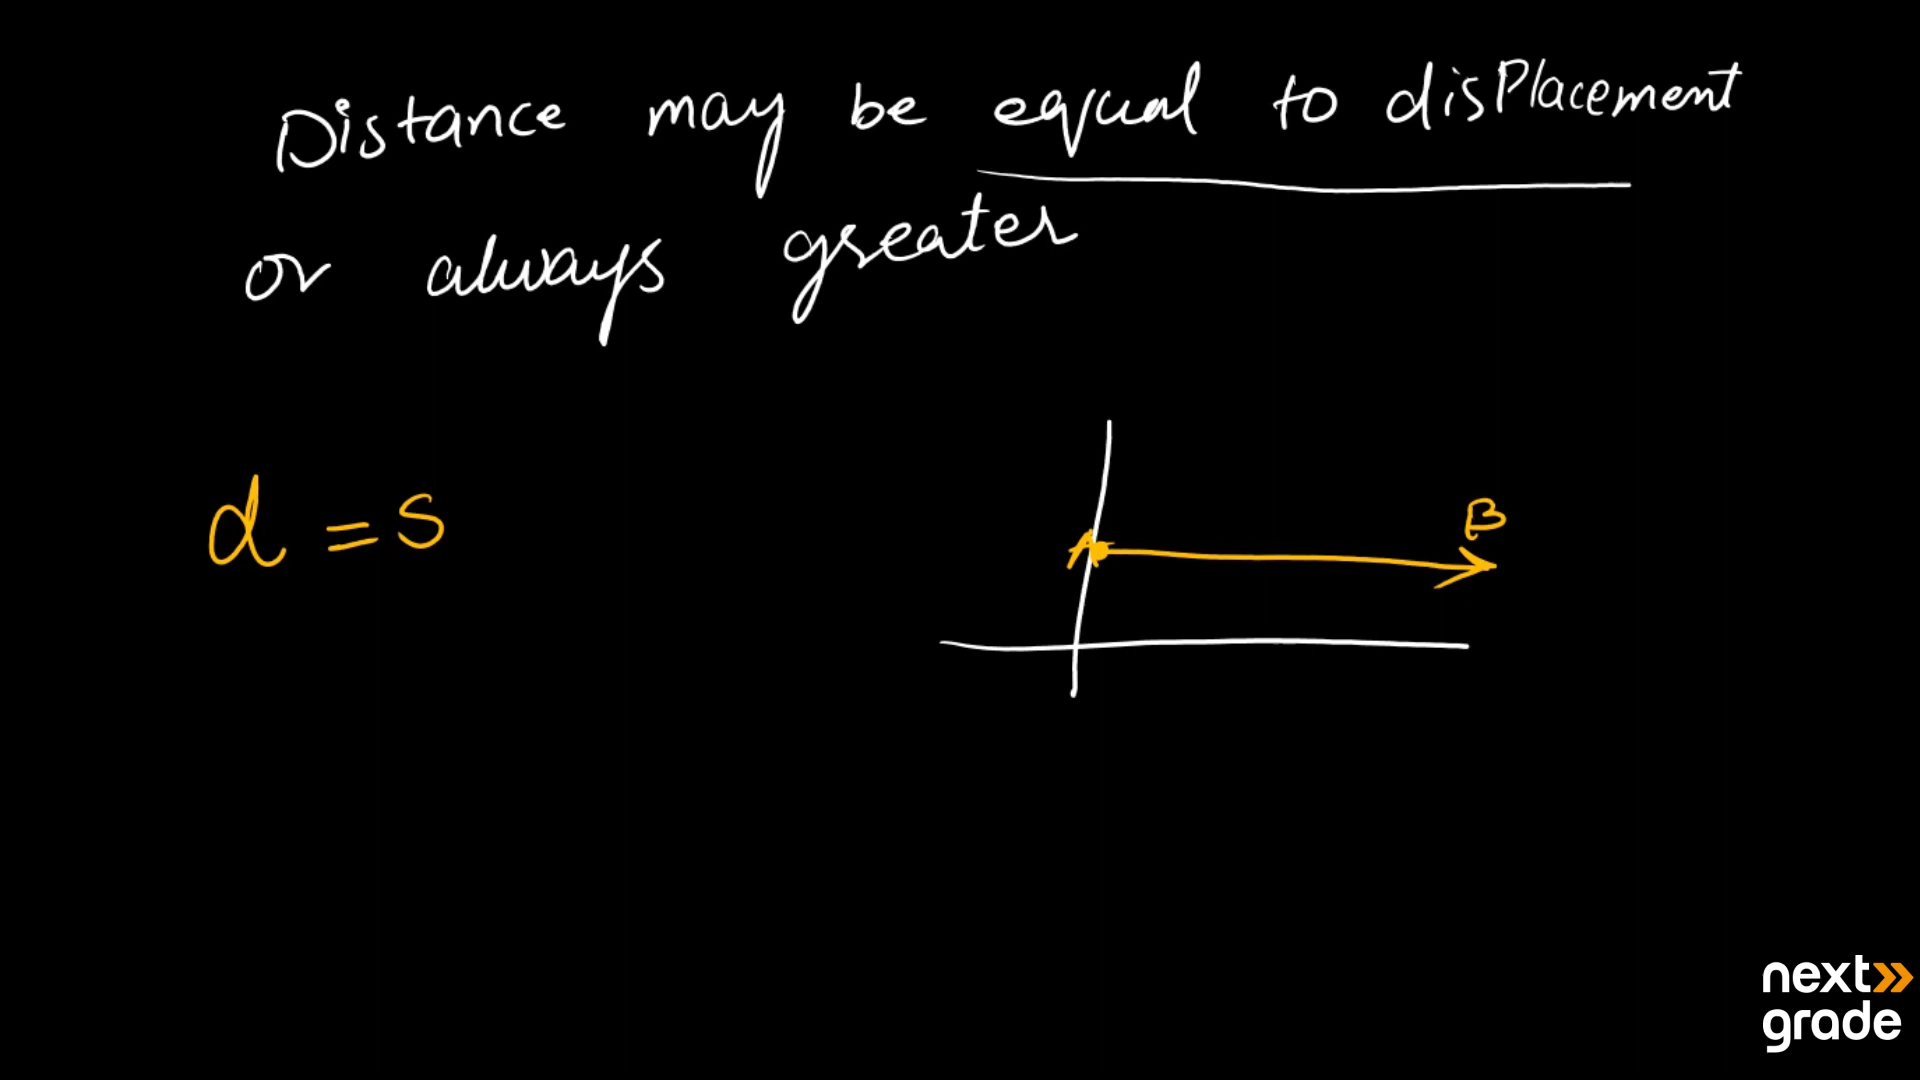 Distance may be equal to disPlacement
or always greater
d = s
B
A
next
grade